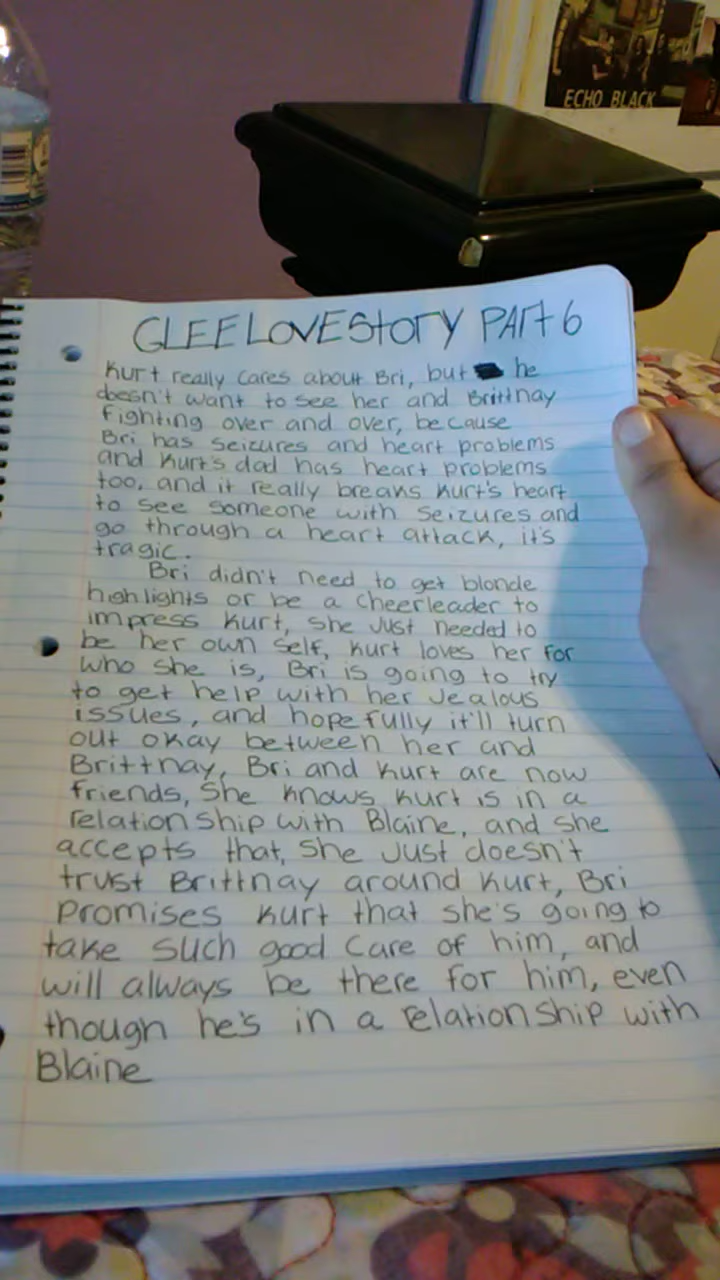 ECHO BLACK
GLEE LOVE StOrY PArt 6
Kurt really cares about Bri, but he
doesn't want to see her and Brittnay
fighting over and over, because
Bri has seizures and heart problems
and Kurt's dad has heart problems
too, and it really breaks Kurt's heart
to see someone with seizures and
go through a heart attack, it's
tragic.
Bri didn't need to get blonde
highlights or be a cheerleader to
impress Kurt, she just needed to
be her own self, Kurt loves her for
who she is, Bri is going to try
to get help with her jealous
issues, and hopefully it'll turn
out okay between her and
Brittnay, Bri and Kurt are now
friends, she knows Kurt is in a
relationship with Blaine, and she
accepts that, she just doesn't
trust Brittnay around Kurt, Bri
promises Kurt that she's going to
take such good care of him, and
will always be there for him, even
though he's in a relationship with
Blaine